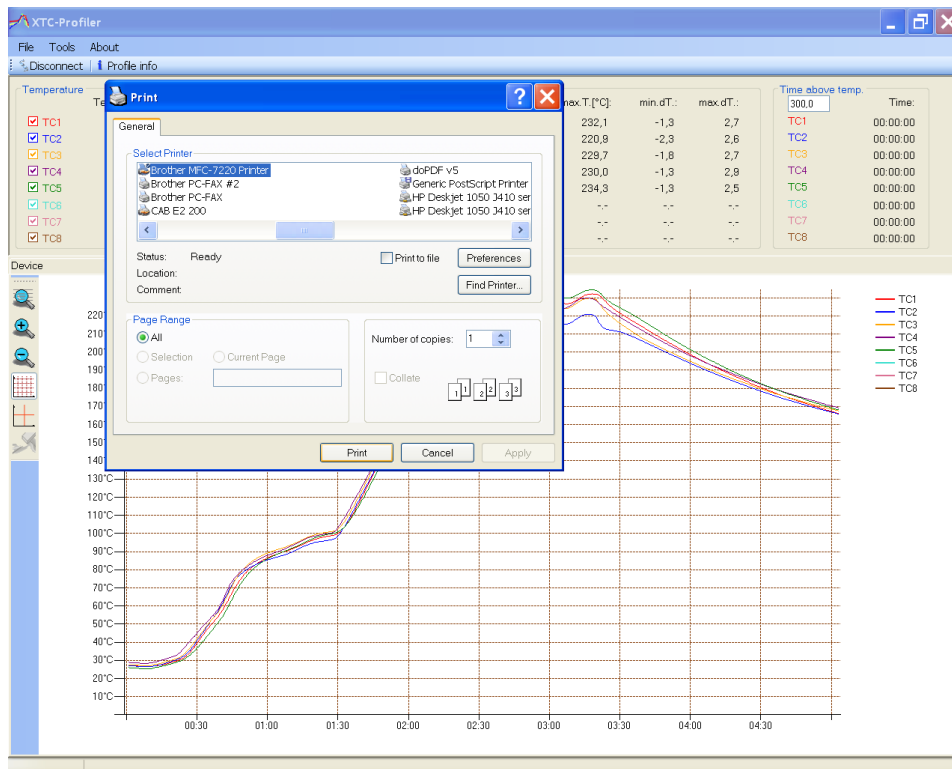 XTC-Profiler
File Tools About
Disconnect Profile info
Temperature
Print
General
Select Printer
Brother MFC-7220 Printer
Brother PC-FAX #2
Brother PC-FAX
CAB E2 200
doPDF v5
Generic PostScript Printer
HP Deskjet 1050 J410 ser
HP Deskjet 1050 J410 ser
Status: Ready
Location:
Comment:
Print to file
Preferences
Find Printer...
Page Range
All
Selection Current Page
Pages:
Number of copies: 1
Collate
1 1 2 2 3 3
Print Cancel Apply
max.T.[°C]: min.dT.: max.dT.:
TC1 232,1 -1,3 2,7
TC2 220,9 -2,3 2,6
TC3 229,7 -1,8 2,7
TC4 230,0 -1,3 2,9
TC5 234,3 -1,3 2,5
TC6 -,- -,- -,-
TC7 -,- -,- -,-
TC8 -,- -,- -,-
Time above temp.
300,0 Time:
TC1 00:00:00
TC2 00:00:00
TC3 00:00:00
TC4 00:00:00
TC5 00:00:00
TC6 00:00:00
TC7 00:00:00
TC8 00:00:00
Device
220°
210°
200°
190°
180°
170°
160°
150°
140°
130°C
120°C
110°C
100°C
90°C
80°C
70°C
60°C
50°C
40°C
30°C
20°C
10°C
00:30 01:00 01:30 02:00 02:30 03:00 03:30 04:00 04:30
TC1
TC2
TC3
TC4
TC5
TC6
TC7
TC8